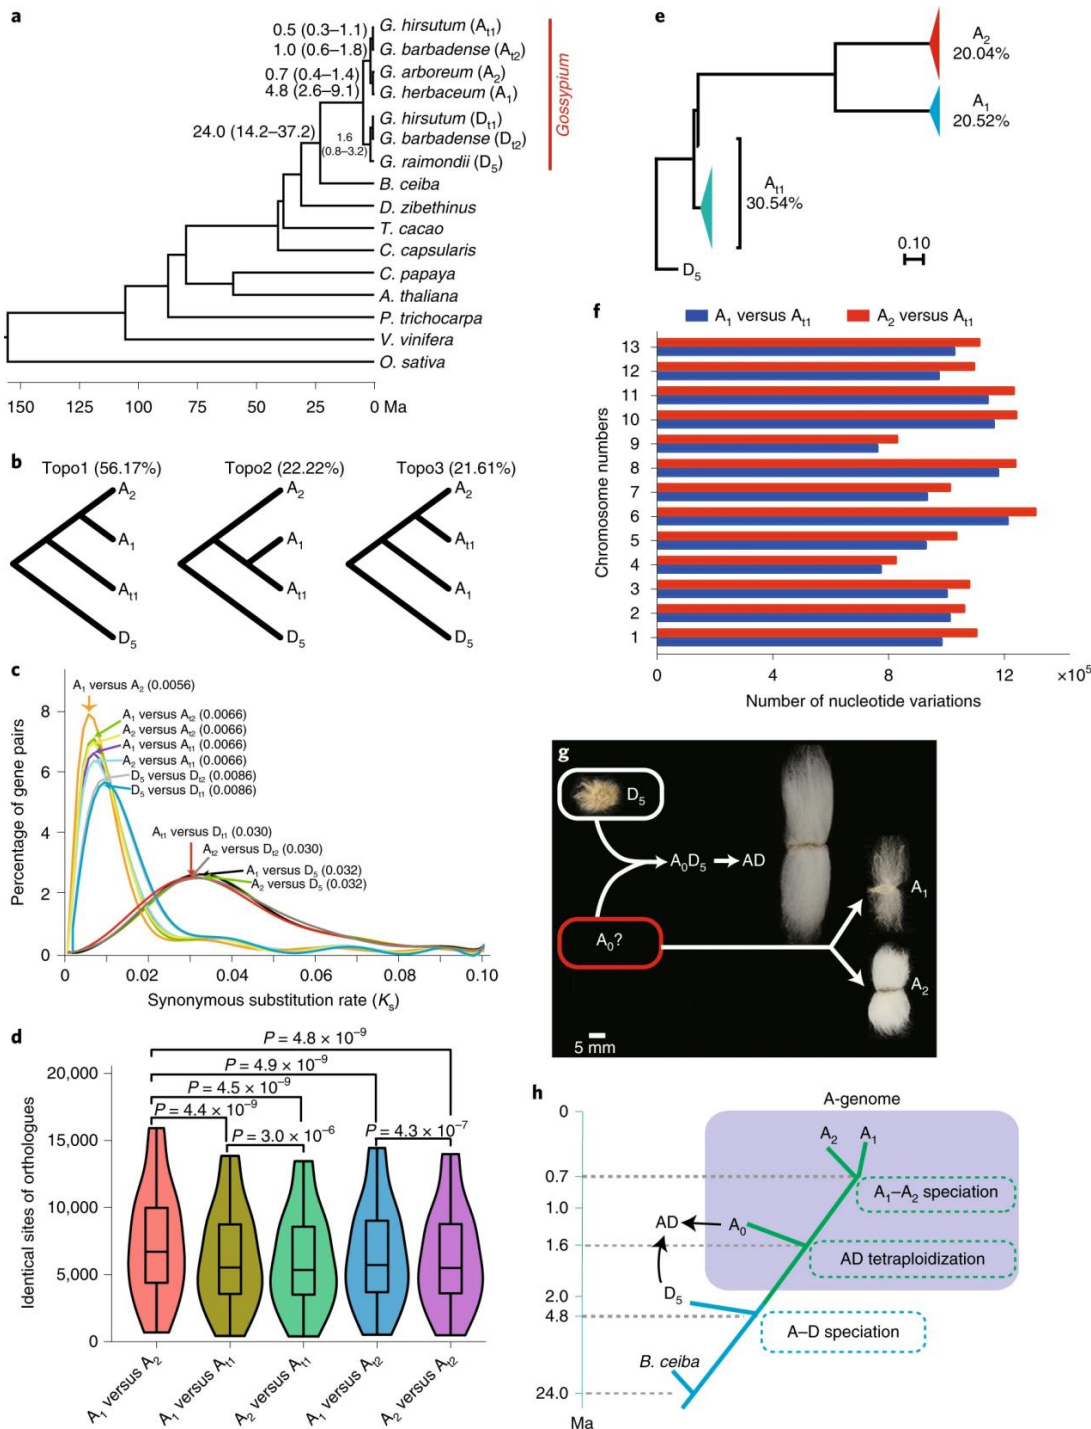 a
0.5 (0.3–1.1)
1.0 (0.6–1.8)
0.7 (0.4–1.4)
4.8 (2.6–9.1)
24.0 (14.2–37.2)
1.6
(0.8–3.2)
G. hirsutum (At1)
G. barbadense (At2)
G. arboreum (A2)
G. herbaceum (A1)
G. hirsutum (Dt1)
G. barbadense (Dt2)
G. raimondii (D5)
B. ceiba
D. zibethinus
T. cacao
C. capsularis
C. papaya
A. thaliana
P. trichocarpa
V. vinifera
O. sativa
Gossypium
150 125 100 75 50 25 0 Ma
b
Topo1 (56.17%) Topo2 (22.22%) Topo3 (21.61%)
A2 A2 A2
A1 A1 At1
At1 At1 A1
D5 D5 D5
c
Percentage of gene pairs
8
6
4
2
0
A1 versus A2 (0.0056)
A1 versus At2 (0.0066)
A2 versus At2 (0.0066)
A1 versus At1 (0.0066)
A2 versus At1 (0.0066)
D5 versus Dt2 (0.0086)
D5 versus Dt1 (0.0086)
At1 versus Dt1 (0.030)
At2 versus Dt2 (0.030)
A1 versus D5 (0.032)
A2 versus D5 (0.032)
0 0.02 0.04 0.06 0.08 0.10
Synonymous substitution rate (Ks)
d
P = 4.8 × 10−9
P = 4.9 × 10−9
P = 4.5 × 10−9
P = 4.4 × 10−9
P = 3.0 × 10−6
P = 4.3 × 10−7
Identical sites of orthologues
20,000
15,000
10,000
5,000
0
A1 versus A2
A1 versus At1
A2 versus At1
A1 versus At2
A2 versus At2
e
A2
20.04%
A1
20.52%
At1
30.54%
0.10
D5
f
A1 versus At1 A2 versus At1
Chromosome numbers
13
12
11
10
9
8
7
6
5
4
3
2
1
0 4 8 12 ×10^5
Number of nucleotide variations
g
D5
A0D5 AD
A0?
A1
A2
5 mm
h
A-genome
0
0.7
1.0
1.6
2.0
4.8
24.0
Ma
A2 A1
A1–A2 speciation
AD A0
AD tetraploidization
D5
A–D speciation
B. ceiba